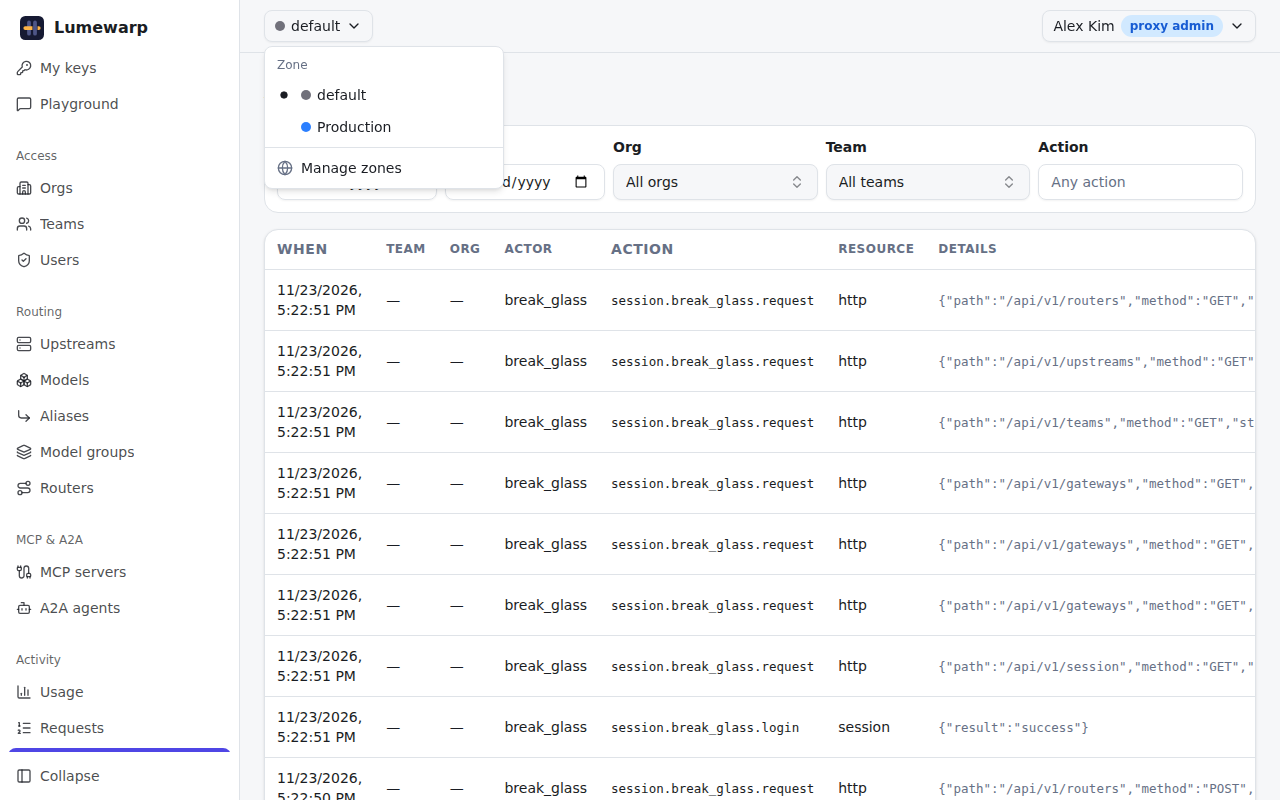 Lumewarp
My keys
Playground
Access
Orgs
Teams
Users
Routing
Upstreams
Models
Aliases
Model groups
Routers
MCP & A2A
MCP servers
A2A agents
Activity
Usage
Requests
Collapse
default
Alex Kim proxy admin
Zone
default
Production
Manage zones
Org Team Action
d/yyyy All orgs All teams Any action
WHEN TEAM ORG ACTOR ACTION RESOURCE DETAILS
11/23/2026, 5:22:51 PM — — break_glass session.break_glass.request http {"path":"/api/v1/routers","method":"GET","
11/23/2026, 5:22:51 PM — — break_glass session.break_glass.request http {"path":"/api/v1/upstreams","method":"GET"
11/23/2026, 5:22:51 PM — — break_glass session.break_glass.request http {"path":"/api/v1/teams","method":"GET","st
11/23/2026, 5:22:51 PM — — break_glass session.break_glass.request http {"path":"/api/v1/gateways","method":"GET",
11/23/2026, 5:22:51 PM — — break_glass session.break_glass.request http {"path":"/api/v1/gateways","method":"GET",
11/23/2026, 5:22:51 PM — — break_glass session.break_glass.request http {"path":"/api/v1/gateways","method":"GET",
11/23/2026, 5:22:51 PM — — break_glass session.break_glass.request http {"path":"/api/v1/session","method":"GET","
11/23/2026, 5:22:51 PM — — break_glass session.break_glass.login session {"result":"success"}
11/23/2026, 5:22:50 PM — — break_glass session.break_glass.request http {"path":"/api/v1/routers","method":"POST",